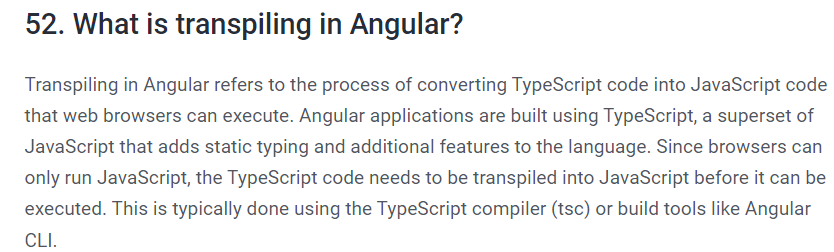 52. What is transpiling in Angular?
Transpiling in Angular refers to the process of converting TypeScript code into JavaScript code
that web browsers can execute. Angular applications are built using TypeScript, a superset of
JavaScript that adds static typing and additional features to the language. Since browsers can
only run JavaScript, the TypeScript code needs to be transpiled into JavaScript before it can be
executed. This is typically done using the TypeScript compiler (tsc) or build tools like Angular
CLI.